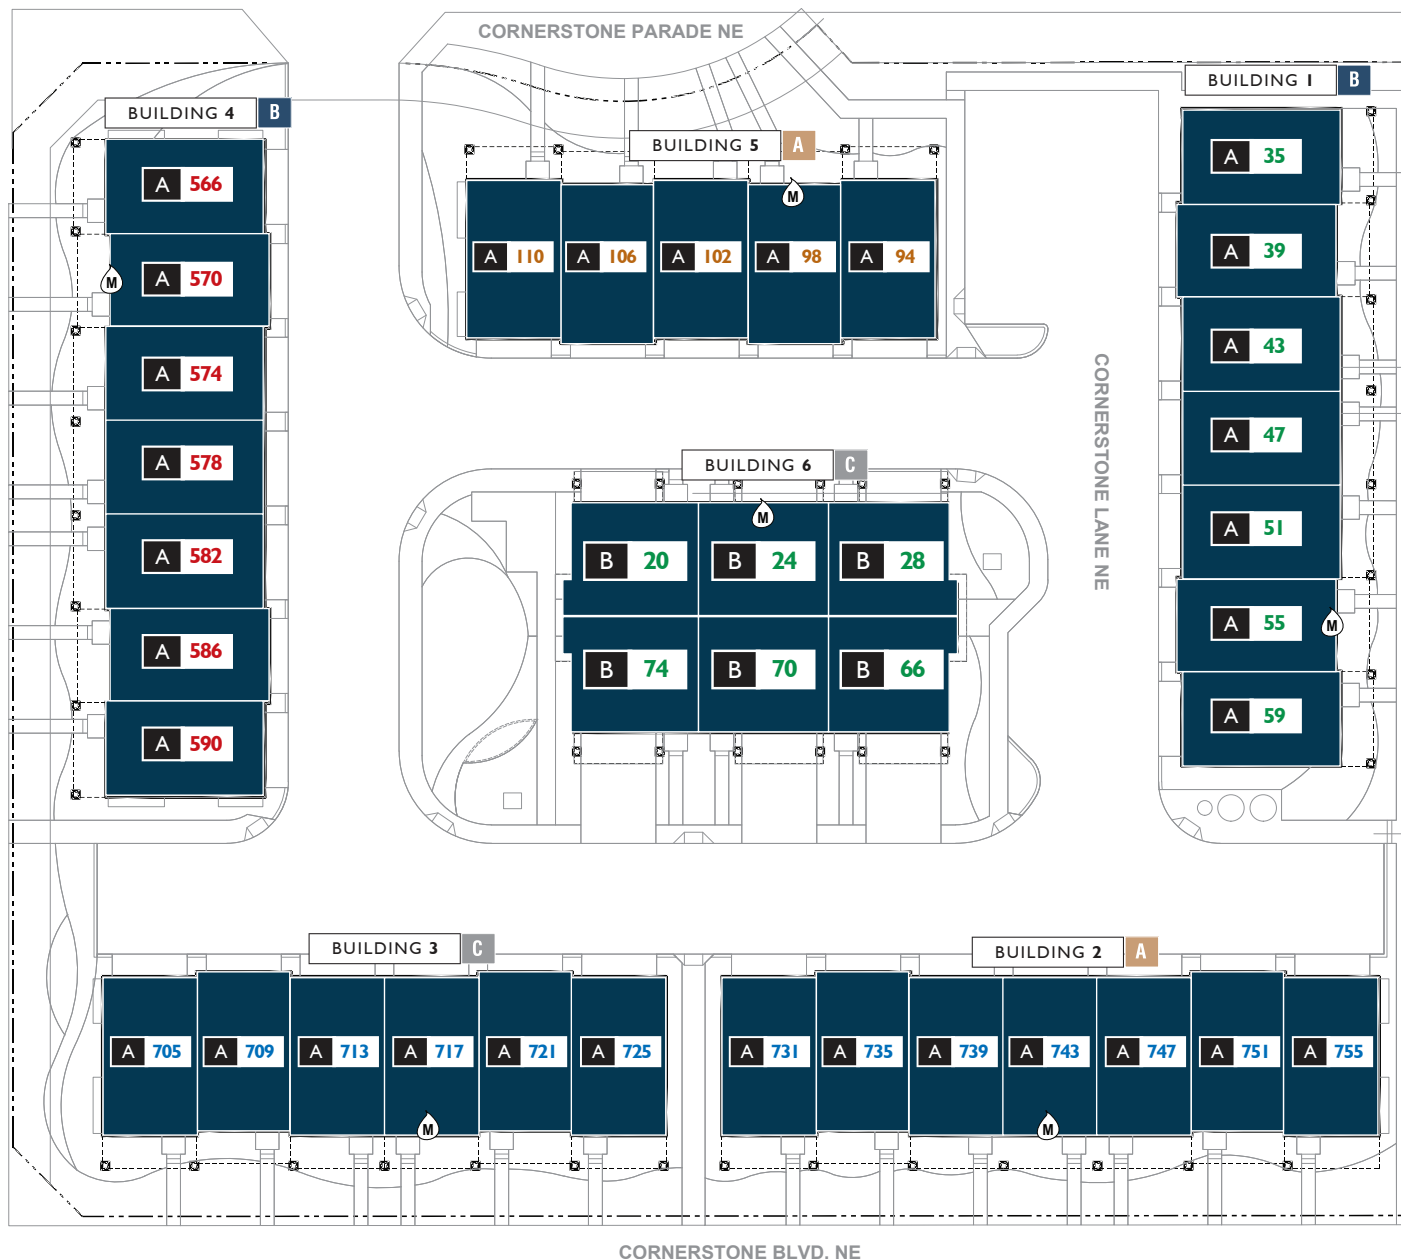 CORNERSTONE PARADE NE
BUILDING 4 B
A 566
A 570
M
A 574
A 578
A 582
A 586
A 590
BUILDING 5 A
M
A 110
A 106
A 102
A 98
A 94
BUILDING 1 B
A 35
A 39
A 43
A 47
A 51
A 55
M
A 59
CORNERSTONE LANE NE
BUILDING 6 C
M
B 20
B 24
B 28
B 74
B 70
B 66
BUILDING 3 C
A 705
A 709
A 713
A 717
A 721
A 725
M
BUILDING 2 A
A 731
A 735
A 739
A 743
A 747
A 751
A 755
M
CORNERSTONE BLVD. NE